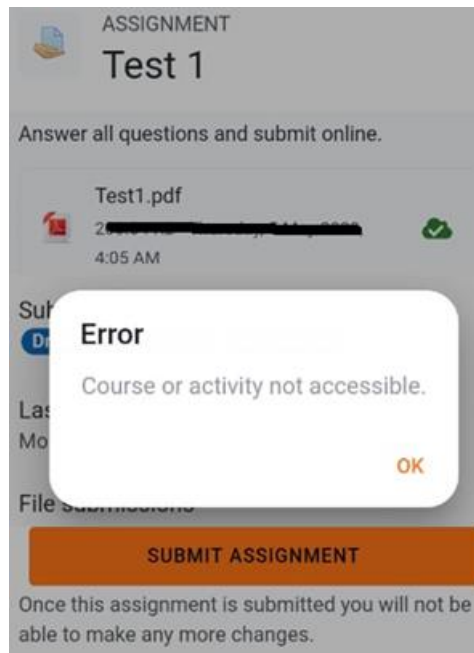 ASSIGNMENT
Test 1
Answer all questions and submit online.
Test1.pdf
4:05 AM
Error
Course or activity not accessible.
Mo
OK
SUBMIT ASSIGNMENT
Once this assignment is submitted you will not be
able to make any more changes.